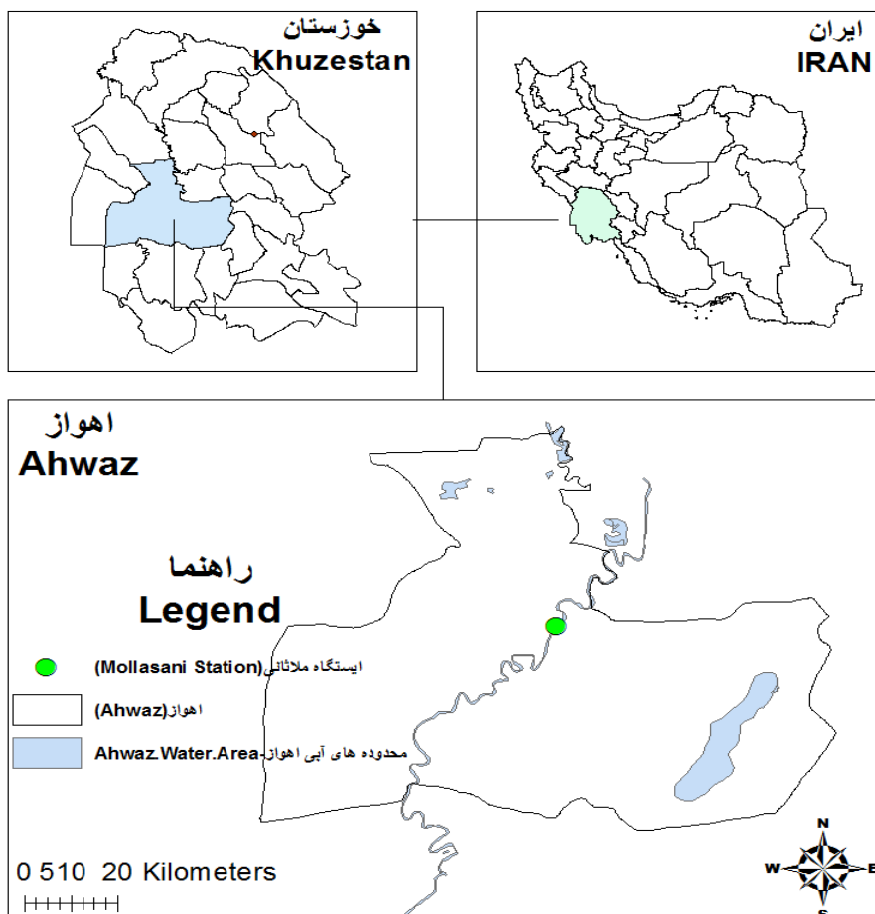 خوزستان
Khuzestan
ایران
IRAN
اهواز
Ahwaz
راهنما
Legend
(Mollasani Station)ایستگاه ملاثانی
(Ahwaz)اهواز
Ahwaz.Water.Area-محدوده های آبی اهواز
0 510 20 Kilometers
N
W
E
S